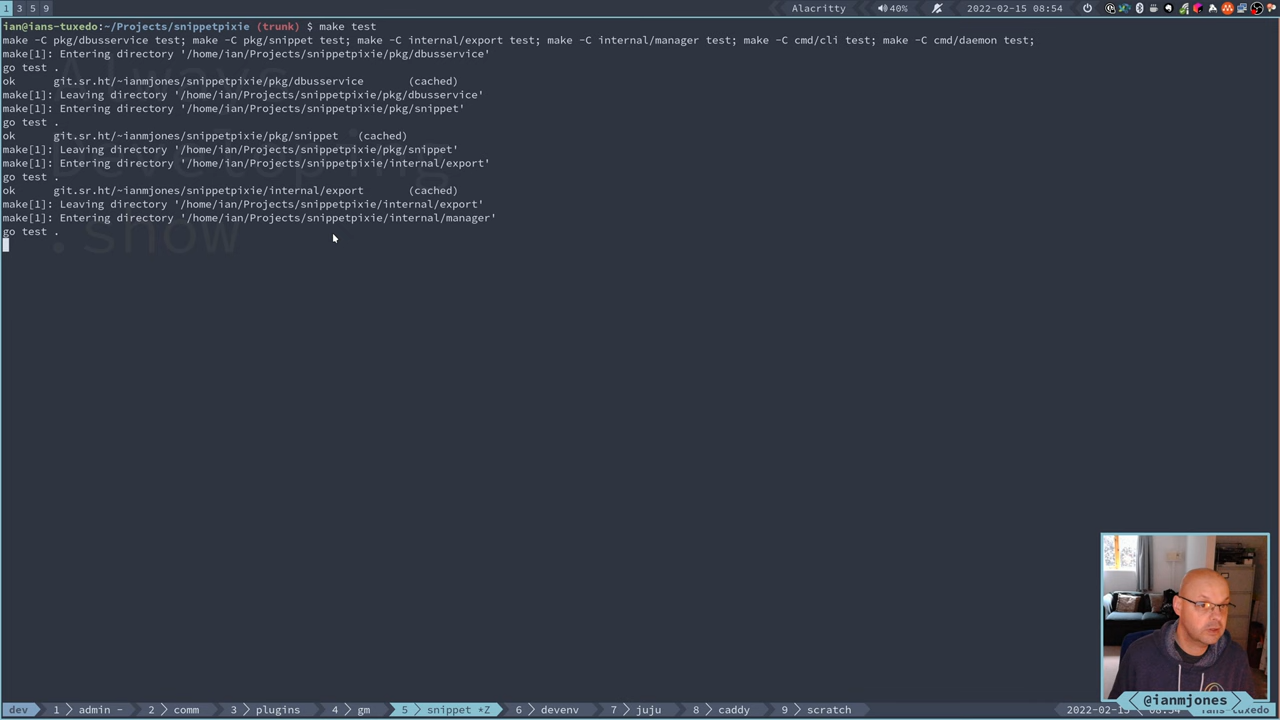 1 3 5 9
Alacritty
40%
2022-02-15 08:54
ian@ians-tuxedo:~/Projects/snippetpixie (trunk) $ make test
make -C pkg/dbusservice test; make -C pkg/snippet test; make -C internal/export test; make -C internal/manager test; make -C cmd/cli test; make -C cmd/daemon test;
make[1]: Entering directory '/home/ian/Projects/snippetpixie/pkg/dbusservice'
go test .
ok git.sr.ht/~ianmjones/snippetpixie/pkg/dbusservice (cached)
make[1]: Leaving directory '/home/ian/Projects/snippetpixie/pkg/dbusservice'
make[1]: Entering directory '/home/ian/Projects/snippetpixie/pkg/snippet'
go test .
ok git.sr.ht/~ianmjones/snippetpixie/pkg/snippet (cached)
make[1]: Leaving directory '/home/ian/Projects/snippetpixie/pkg/snippet'
make[1]: Entering directory '/home/ian/Projects/snippetpixie/internal/export'
go test .
ok git.sr.ht/~ianmjones/snippetpixie/internal/export (cached)
make[1]: Leaving directory '/home/ian/Projects/snippetpixie/internal/export'
make[1]: Entering directory '/home/ian/Projects/snippetpixie/internal/manager'
go test .
.show
@ianmjones
dev 1 admin - 2 comm 3 plugins 4 gm 5 snippet *Z 6 devenv 7 juju 8 caddy 9 scratch